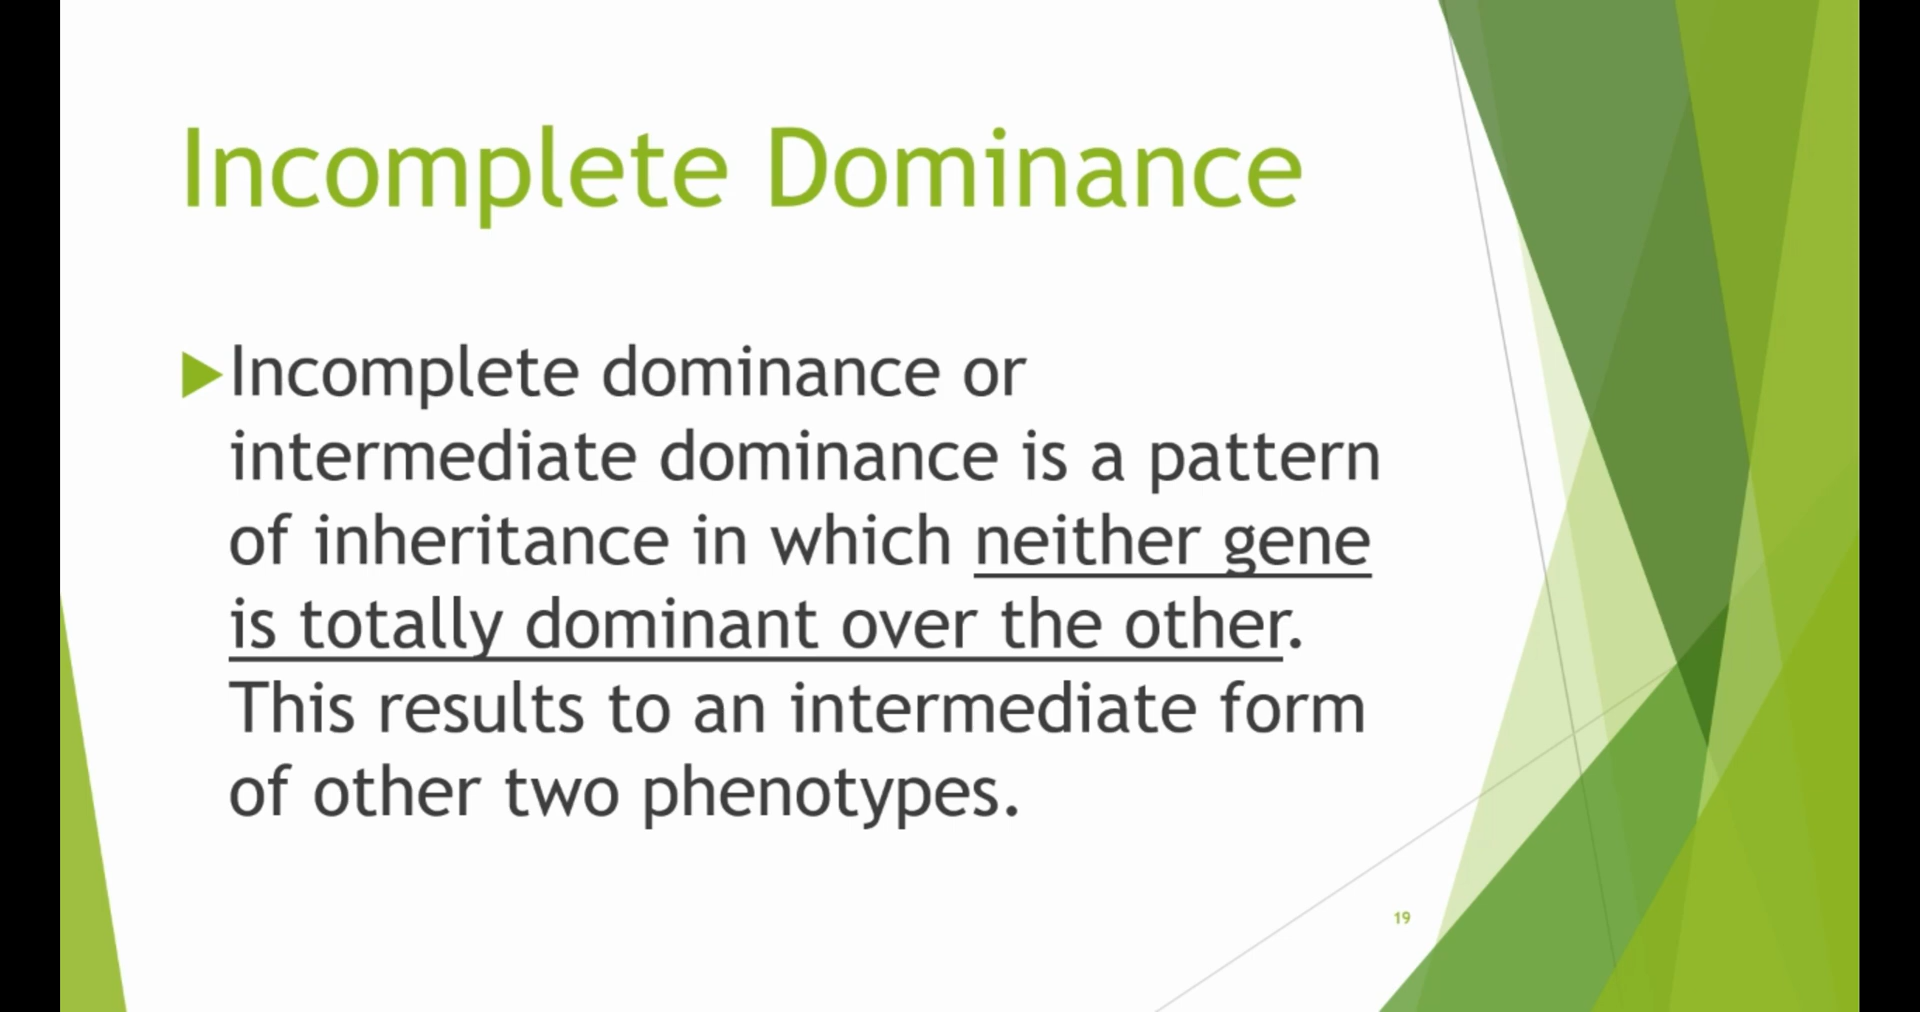 Incomplete Dominance
Incomplete dominance or
intermediate dominance is a pattern
of inheritance in which neither gene
is totally dominant over the other.
This results to an intermediate form
of other two phenotypes.
19